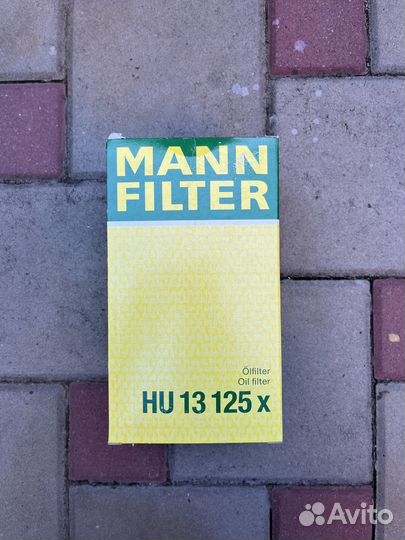 MANN
FILTER
Ölfilter
Oil filter
HU 13 125 x
Avito